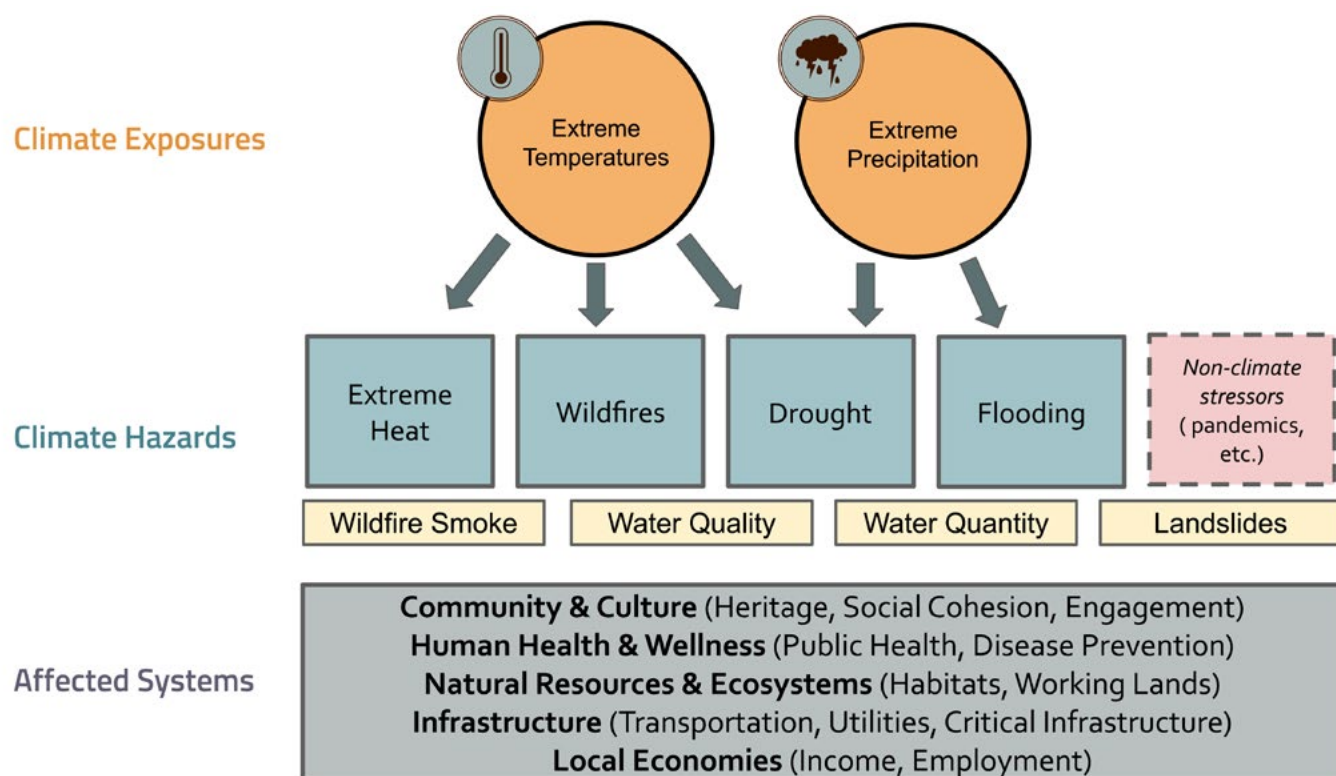 Climate Exposures
Extreme
Temperatures
Extreme
Precipitation
Climate Hazards
Extreme
Heat
Wildfires
Drought
Flooding
Non-climate
stressors
( pandemics,
etc.)
Wildfire Smoke
Water Quality
Water Quantity
Landslides
Affected Systems
Community & Culture (Heritage, Social Cohesion, Engagement)
Human Health & Wellness (Public Health, Disease Prevention)
Natural Resources & Ecosystems (Habitats, Working Lands)
Infrastructure (Transportation, Utilities, Critical Infrastructure)
Local Economies (Income, Employment)